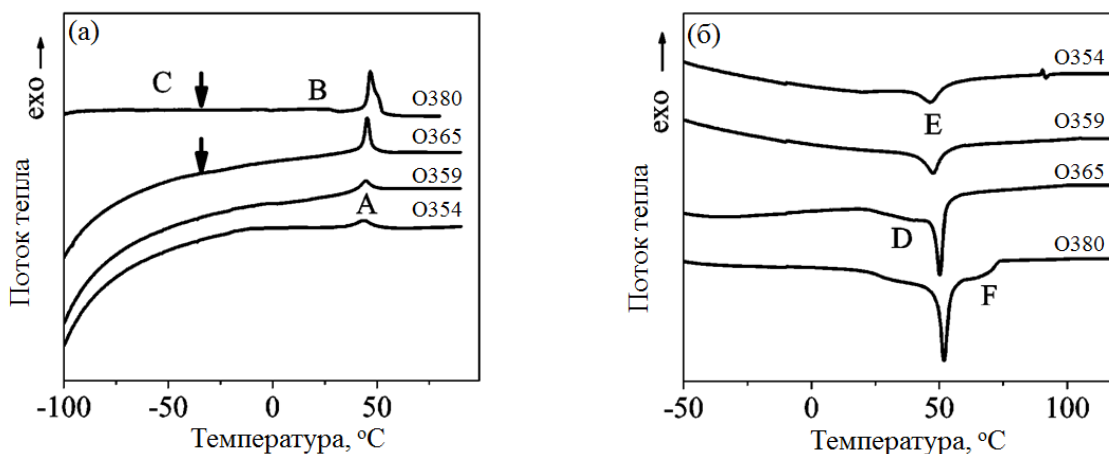 (а)
exo →
Поток тепла
C
B
A
O380
O365
O359
O354
-100
-50
0
50
Температура, °C
(б)
exo →
Поток тепла
O354
E
O359
O365
D
O380
F
-50
0
50
100
Температура, °C